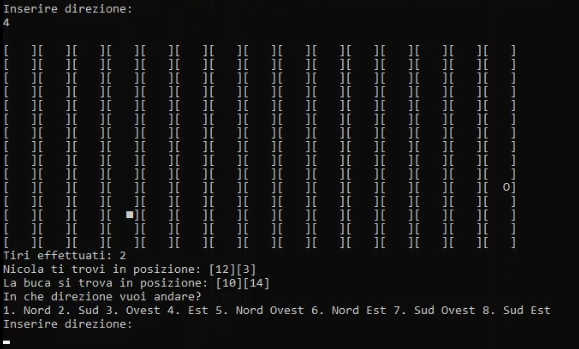 Inserire direzione:
4
[   ][   ][   ][   ][   ][   ][   ][   ][   ][   ][   ][   ][   ][   ][   ]
[   ][   ][   ][   ][   ][   ][   ][   ][   ][   ][   ][   ][   ][   ][   ]
[   ][   ][   ][   ][   ][   ][   ][   ][   ][   ][   ][   ][   ][   ][   ]
[   ][   ][   ][   ][   ][   ][   ][   ][   ][   ][   ][   ][   ][   ][   ]
[   ][   ][   ][   ][   ][   ][   ][   ][   ][   ][   ][   ][   ][   ][   ]
[   ][   ][   ][   ][   ][   ][   ][   ][   ][   ][   ][   ][   ][   ][   ]
[   ][   ][   ][   ][   ][   ][   ][   ][   ][   ][   ][   ][   ][   ][   ]
[   ][   ][   ][   ][   ][   ][   ][   ][   ][   ][   ][   ][   ][   ][   ]
[   ][   ][   ][   ][   ][   ][   ][   ][   ][   ][   ][   ][   ][   ][   ]
[   ][   ][   ][   ][   ][   ][   ][   ][   ][   ][   ][   ][   ][   ][   ]
[   ][   ][   ][   ][   ][   ][   ][   ][   ][   ][   ][   ][   ][   ][  O]
[   ][   ][   ][   ][   ][   ][   ][   ][   ][   ][   ][   ][   ][   ][   ]
[   ][   ][   ][  ■][   ][   ][   ][   ][   ][   ][   ][   ][   ][   ][   ]
[   ][   ][   ][   ][   ][   ][   ][   ][   ][   ][   ][   ][   ][   ][   ]
[   ][   ][   ][   ][   ][   ][   ][   ][   ][   ][   ][   ][   ][   ][   ]
Tiri effettuati: 2
Nicola ti trovi in posizione: [12][3]
La buca si trova in posizione: [10][14]
In che direzione vuoi andare?
1. Nord 2. Sud 3. Ovest 4. Est 5. Nord Ovest 6. Nord Est 7. Sud Ovest 8. Sud Est
Inserire direzione: